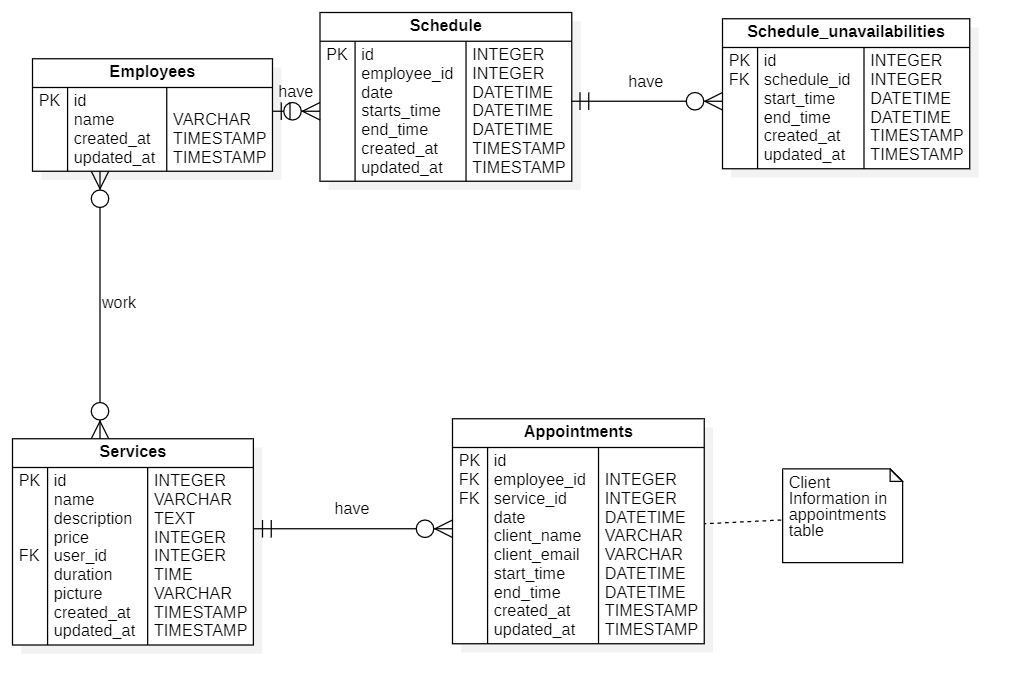 Employees
PK id
name VARCHAR
created_at TIMESTAMP
updated_at TIMESTAMP
have
Schedule
PK id INTEGER
employee_id INTEGER
date DATETIME
starts_time DATETIME
end_time DATETIME
created_at TIMESTAMP
updated_at TIMESTAMP
have
Schedule_unavailabilities
PK id INTEGER
FK schedule_id INTEGER
start_time DATETIME
end_time DATETIME
created_at TIMESTAMP
updated_at TIMESTAMP
work
Services
PK id INTEGER
name VARCHAR
description TEXT
price INTEGER
FK user_id INTEGER
duration TIME
picture VARCHAR
created_at TIMESTAMP
updated_at TIMESTAMP
have
Appointments
PK id
FK employee_id INTEGER
FK service_id INTEGER
date DATETIME
client_name VARCHAR
client_email VARCHAR
start_time DATETIME
end_time DATETIME
created_at TIMESTAMP
updated_at TIMESTAMP
Client
Information in
appointments
table